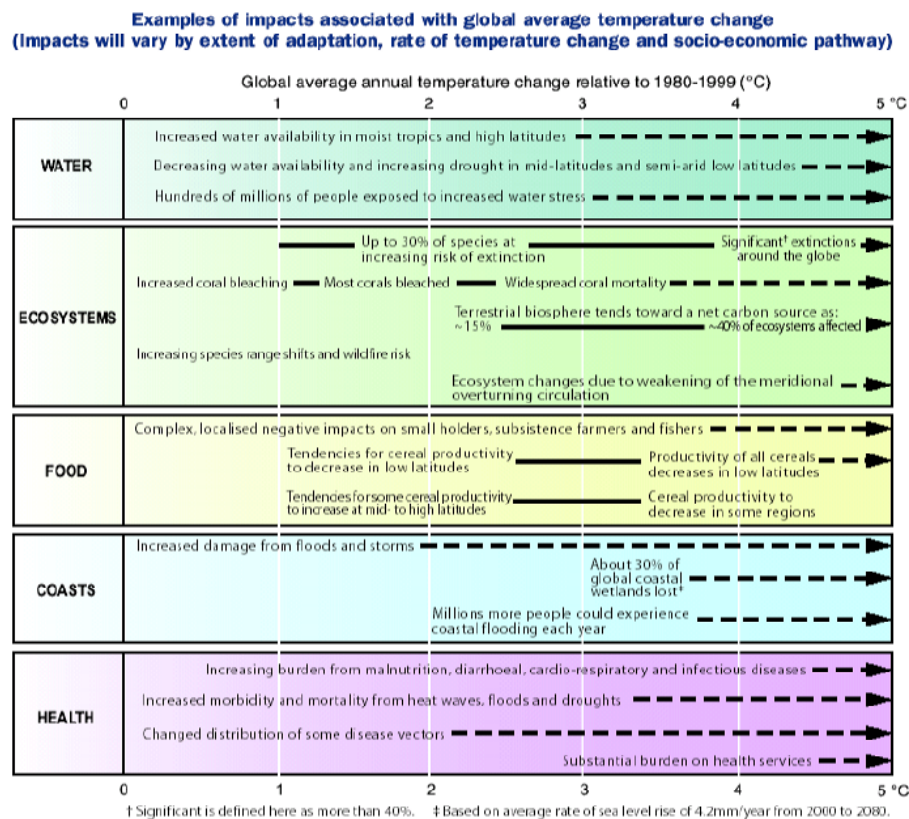 Examples of impacts associated with global average temperature change
(Impacts will vary by extent of adaptation, rate of temperature change and socio-economic pathway)
Global average annual temperature change relative to 1980-1999 (°C)
0 1 2 3 4 5 °C
WATER
Increased water availability in moist tropics and high latitudes
Decreasing water availability and increasing drought in mid-latitudes and semi-arid low latitudes
Hundreds of millions of people exposed to increased water stress
ECOSYSTEMS
Up to 30% of species at
increasing risk of extinction
Significant† extinctions
around the globe
Increased coral bleaching
Most corals bleached
Widespread coral mortality
Terrestrial biosphere tends toward a net carbon source as:
~15%
~40% of ecosystems affected
Increasing species range shifts and wildfire risk
Ecosystem changes due to weakening of the meridional
overturning circulation
FOOD
Complex, localised negative impacts on small holders, subsistence farmers and fishers
Tendencies for cereal productivity
to decrease in low latitudes
Productivity of all cereals
decreases in low latitudes
Tendencies for some cereal productivity
to increase at mid- to high latitudes
Cereal productivity to
decrease in some regions
COASTS
Increased damage from floods and storms
About 30% of
global coastal
wetlands lost‡
Millions more people could experience
coastal flooding each year
HEALTH
Increasing burden from malnutrition, diarrhoeal, cardio-respiratory and infectious diseases
Increased morbidity and mortality from heat waves, floods and droughts
Changed distribution of some disease vectors
Substantial burden on health services
0 1 2 3 4 5 °C
† Significant is defined here as more than 40%. ‡ Based on average rate of sea level rise of 4.2mm/year from 2000 to 2080.